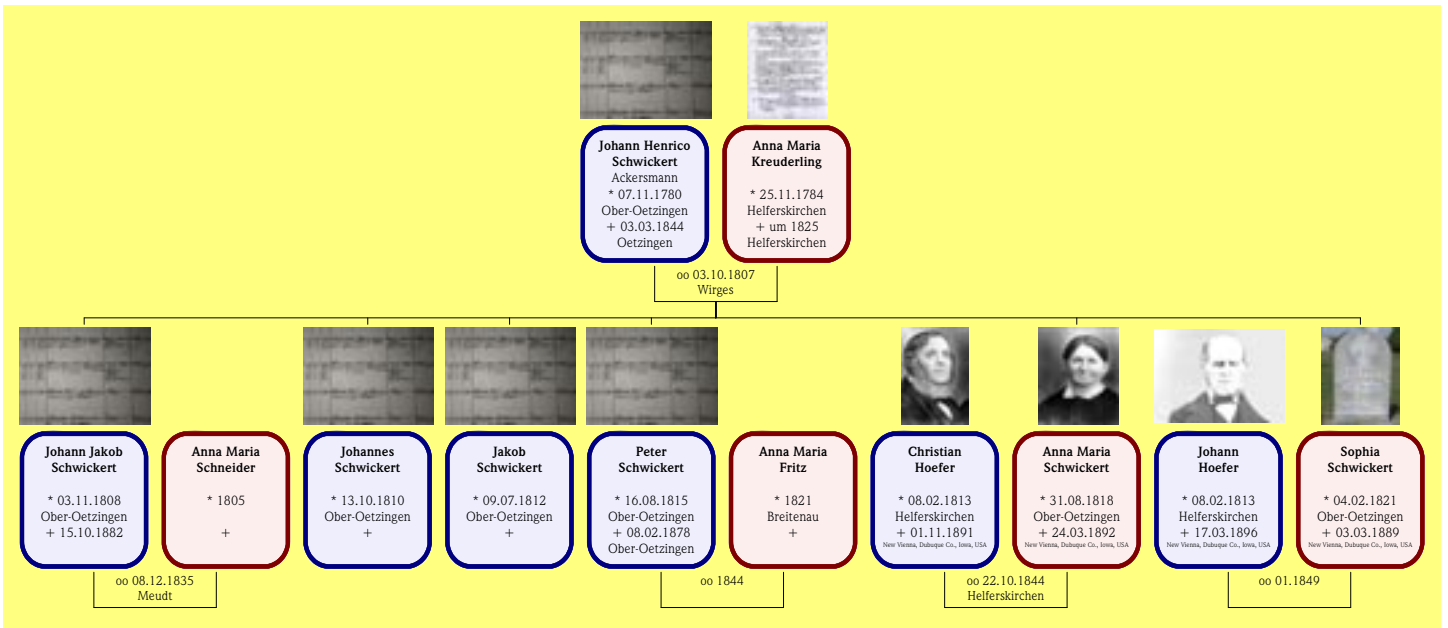 Johann Henrico
Schwickert
Ackersmann
* 07.11.1780
Ober-Oetzingen
+ 03.03.1844
Oetzingen
Anna Maria
Kreuderling
* 25.11.1784
Helferskirchen
+ um 1825
Helferskirchen
oo 03.10.1807
Wirges
Johann Jakob
Schwickert
* 03.11.1808
Ober-Oetzingen
+ 15.10.1882
Anna Maria
Schneider
* 1805
+
oo 08.12.1835
Meudt
Johannes
Schwickert
* 13.10.1810
Ober-Oetzingen
+
Jakob
Schwickert
* 09.07.1812
Ober-Oetzingen
+
Peter
Schwickert
* 16.08.1815
Ober-Oetzingen
+ 08.02.1878
Ober-Oetzingen
Anna Maria
Fritz
* 1821
Breitenau
+
oo 1844
Christian
Hoefer
* 08.02.1813
Helferskirchen
+ 01.11.1891
New Vienna, Dubuque Co., Iowa, USA
Anna Maria
Schwickert
* 31.08.1818
Ober-Oetzingen
+ 24.03.1892
New Vienna, Dubuque Co., Iowa, USA
oo 22.10.1844
Helferskirchen
Johann
Hoefer
* 08.02.1813
Helferskirchen
+ 17.03.1896
New Vienna, Dubuque Co., Iowa, USA
Sophia
Schwickert
* 04.02.1821
Ober-Oetzingen
+ 03.03.1889
New Vienna, Dubuque Co., Iowa, USA
oo 01.1849